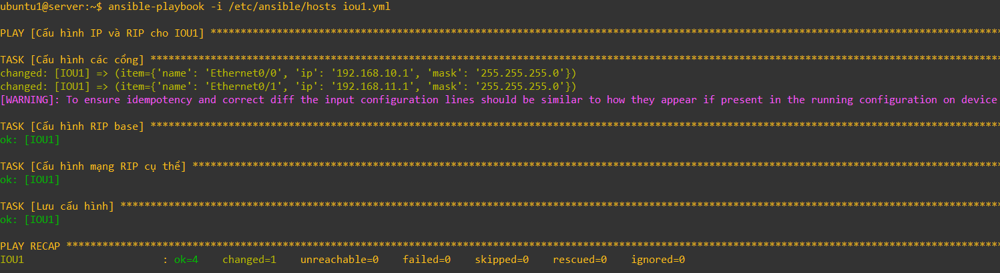 ubuntu1@server:~$ ansible-playbook -i /etc/ansible/hosts iou1.yml
PLAY [Cấu hình IP và RIP cho IOU1] ************************************************************************************************************************************
TASK [Cấu hình các cổng] **********************************************************************************************************************************************
changed: [IOU1] => (item={'name': 'Ethernet0/0', 'ip': '192.168.10.1', 'mask': '255.255.255.0'})
changed: [IOU1] => (item={'name': 'Ethernet0/1', 'ip': '192.168.11.1', 'mask': '255.255.255.0'})
[WARNING]: To ensure idempotency and correct diff the input configuration lines should be similar to how they appear if present in the running configuration on device
TASK [Cấu hình RIP base] **********************************************************************************************************************************************
ok: [IOU1]
TASK [Cấu hình mạng RIP cụ thể] ***************************************************************************************************************************************
ok: [IOU1]
TASK [Lưu cấu hình] ***************************************************************************************************************************************************
ok: [IOU1]
PLAY RECAP ************************************************************************************************************************************************************
IOU1 : ok=4 changed=1 unreachable=0 failed=0 skipped=0 rescued=0 ignored=0